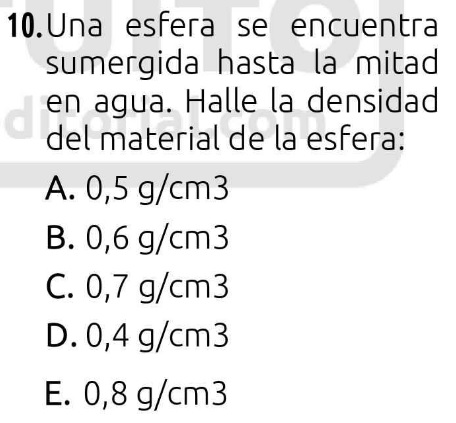 10. Una esfera se encuentra
sumergida hasta la mitad
en agua. Halle la densidad
del material de la esfera:
A. 0,5 g/cm3
B. 0,6 g/cm3
C. 0,7 g/cm3
D. 0,4 g/cm3
E. 0,8 g/cm3